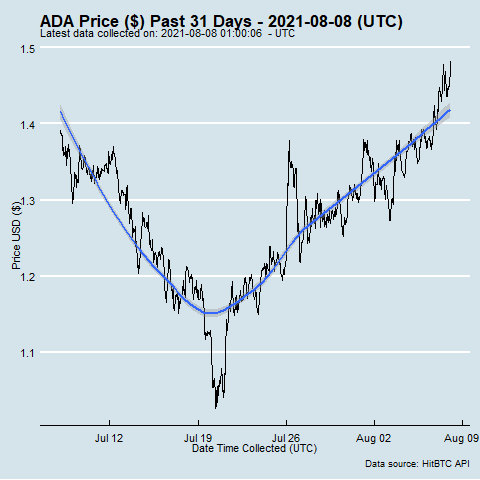 ADA Price ($) Past 31 Days - 2021-08-08 (UTC)
Latest data collected on: 2021-08-08 01:00:06 - UTC
1.5
1.4
1.3
1.2
1.1
Price USD ($)
Jul 12
Jul 19
Jul 26
Aug 02
Aug 09
Date Time Collected (UTC)
Data source: HitBTC API